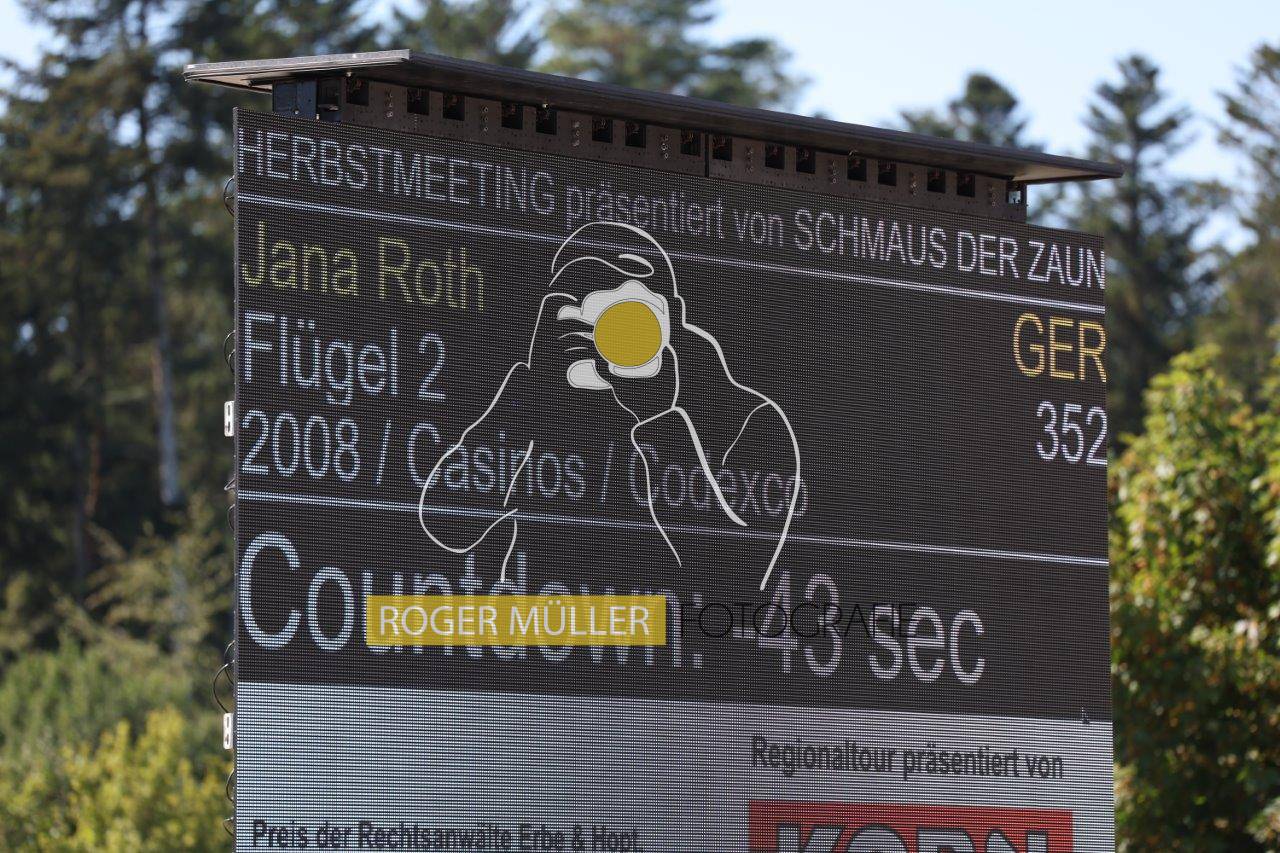 HERBSTMEETING präsentiert von SCHMAUS DER ZAUN
Jana Roth
GER
Flügel 2
352
2008 / Casinos / Codexco
Countdown: -43 sec
ROGER MÜLLER FOTOGRAFIE
Regionaltour präsentiert von
Preis der Rechtsanwälte Erbe & Hopt.
KORN